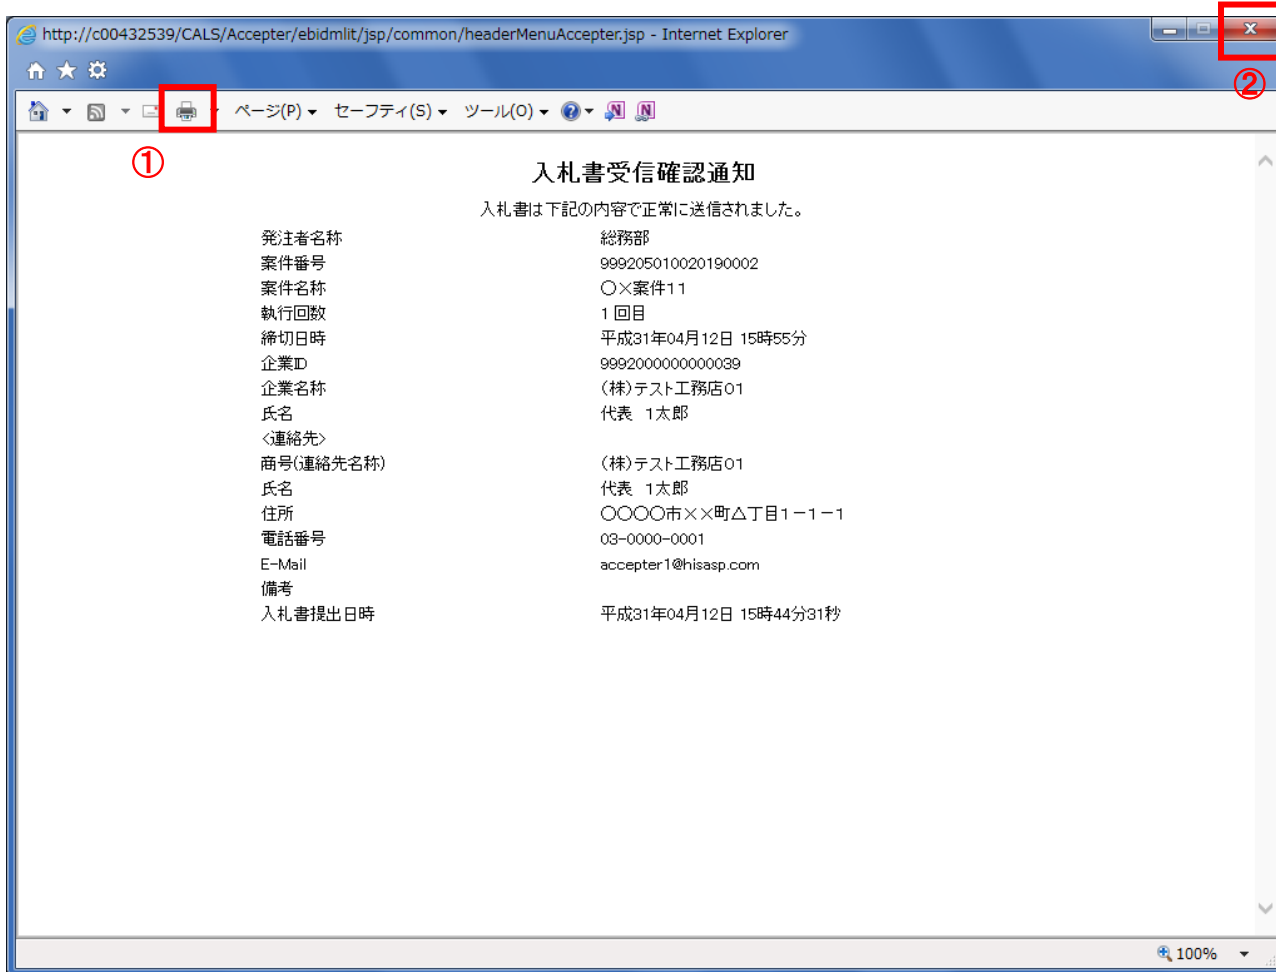 http://c00432539/CALS/Accepter/ebidmlit/jsp/common/headerMenuAccepter.jsp - Internet Explorer
②
ページ(P) セーフティ(S) ツール(O)
①
入札書受信確認通知
入札書は下記の内容で正常に送信されました。
発注者名称 総務部
案件番号 999205010020190002
案件名称 〇×案件11
執行回数 1回目
締切日時 平成31年04月12日 15時55分
企業ID 9992000000000039
企業名称 (株)テスト工務店01
氏名 代表 1太郎
<連絡先>
商号(連絡先名称) (株)テスト工務店01
氏名 代表 1太郎
住所 〇〇〇〇市××町△丁目1-1-1
電話番号 03-0000-0001
E-Mail accepter1@hisasp.com
備考
入札書提出日時 平成31年04月12日 15時44分31秒
100%